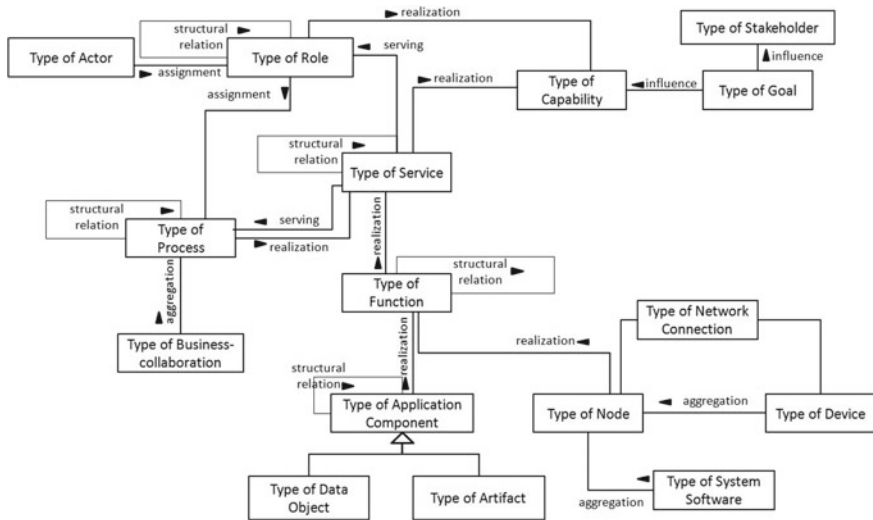 realization
Type of Stakeholder
structural
relation
serving
influence
Type of Actor
Type of Role
realization
assignment
Type of
Capability
influence
Type of Goal
assignment
structural
relation
Type of Service
structural
relation
serving
Type of
Process
realization
realization
structural
relation
Type of
Function
aggregation
Type of Network
Connection
Type of Business-
collaboration
realization
realization
structural
relation
aggregation
Type of Application
Component
Type of Node
Type of Device
Type of Data
Object
Type of Artifact
Type of System
Software
aggregation